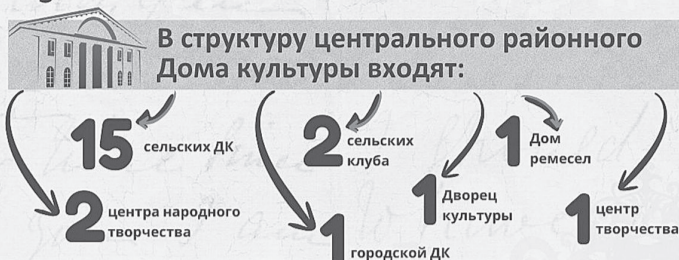 В структуру центрального районного
Дома культуры входят:
15 сельских ДК
2 сельских
клуба
1 Дом
ремесел
2 центра народного
творчества
1 городской ДК
1 Дворец
культуры
1 центр
творчества